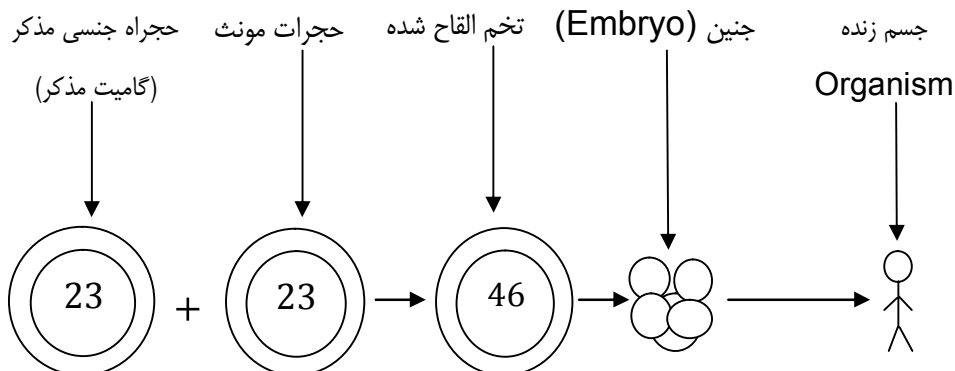 حجراه جنسی مذکر
(گامیت مذکر)
حجرات مونث
تخم القاح شده
جنین (Embryo)
جسم زنده
Organism
23
+
23
46